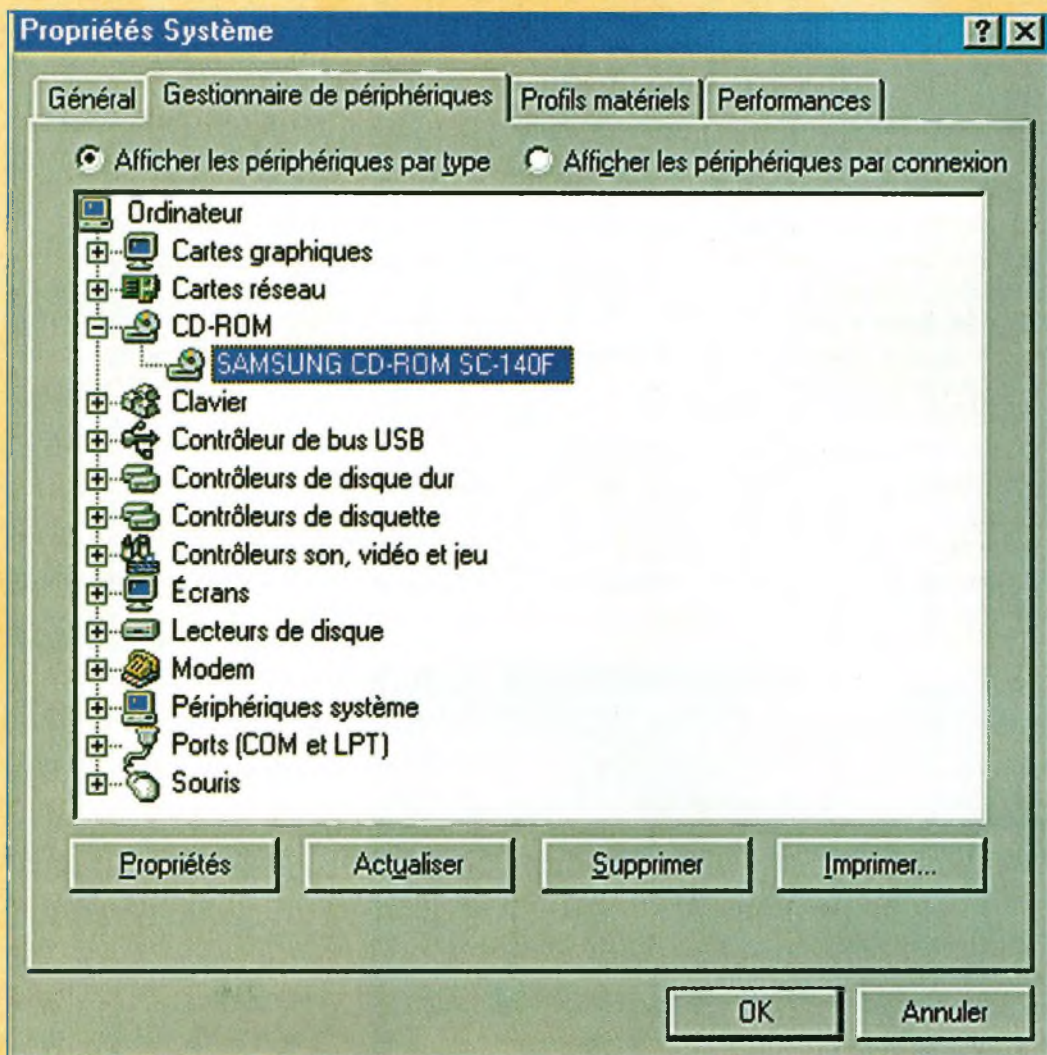 Propriétés Système
Général Gestionnaire de périphériques Profils matériels Performances
Afficher les périphériques par type Afficher les périphériques par connexion
Ordinateur
Cartes graphiques
Cartes réseau
CD-ROM
SAMSUNG CD-ROM SC-140F
Clavier
Contrôleur de bus USB
Contrôleurs de disque dur
Contrôleurs de disquette
Contrôleurs son, vidéo et jeu
Écrans
Lecteurs de disque
Modem
Périphériques système
Ports (COM et LPT)
Souris
Propriétés Actualiser Supprimer Imprimer...
OK Annuler